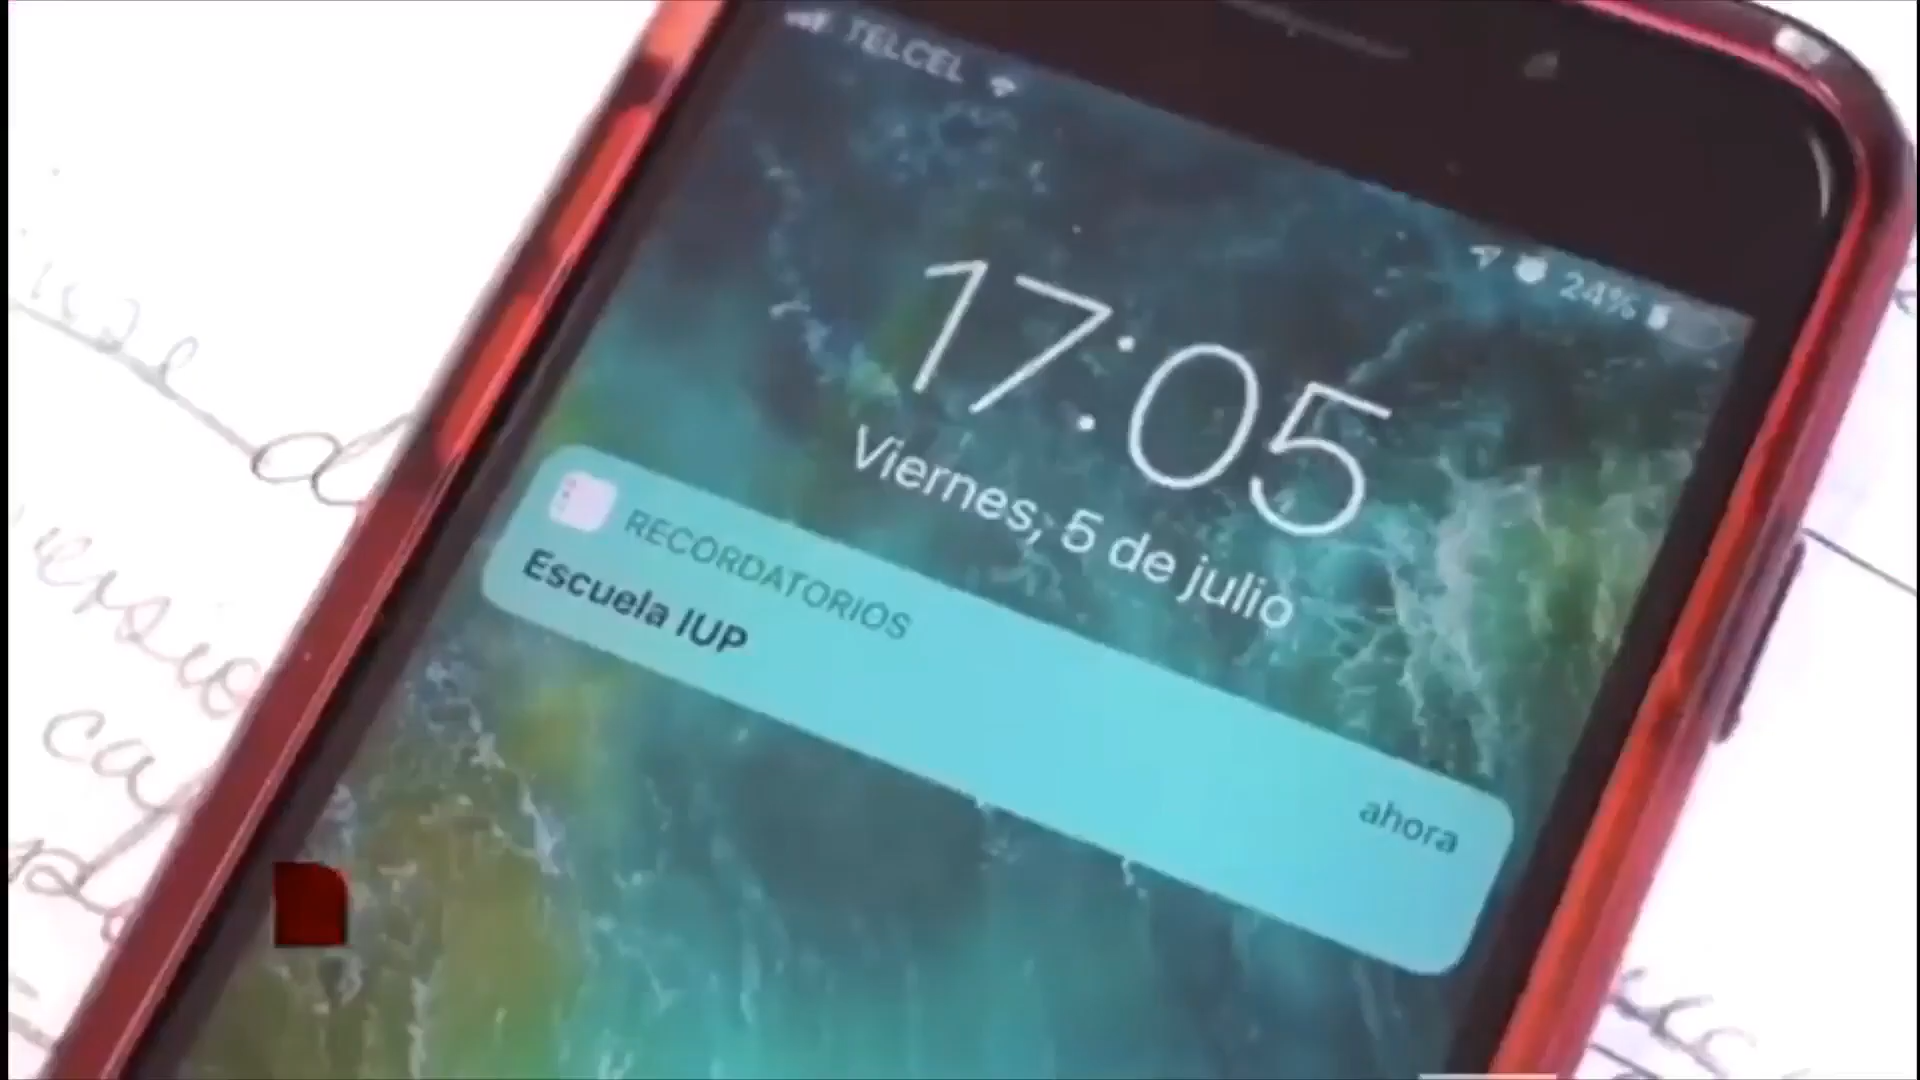 TELCEL
24%
17:05
Viernes, 5 de julio
RECORDATORIOS
ahora
Escuela IUP